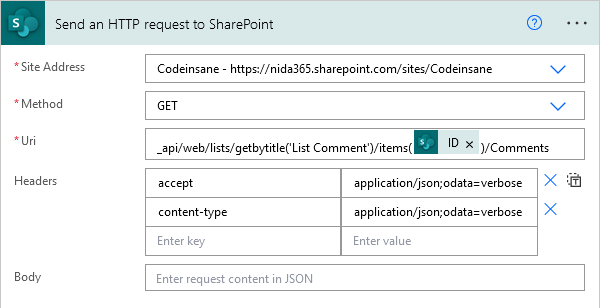 Send an HTTP request to SharePoint
* Site Address
Codeinsane - https://nida365.sharepoint.com/sites/Codeinsane
* Method
GET
* Uri
_api/web/lists/getbytitle('List Comment')/items( ID × )/Comments
Headers
accept application/json;odata=verbose
content-type application/json;odata=verbose
Enter key Enter value
Body
Enter request content in JSON